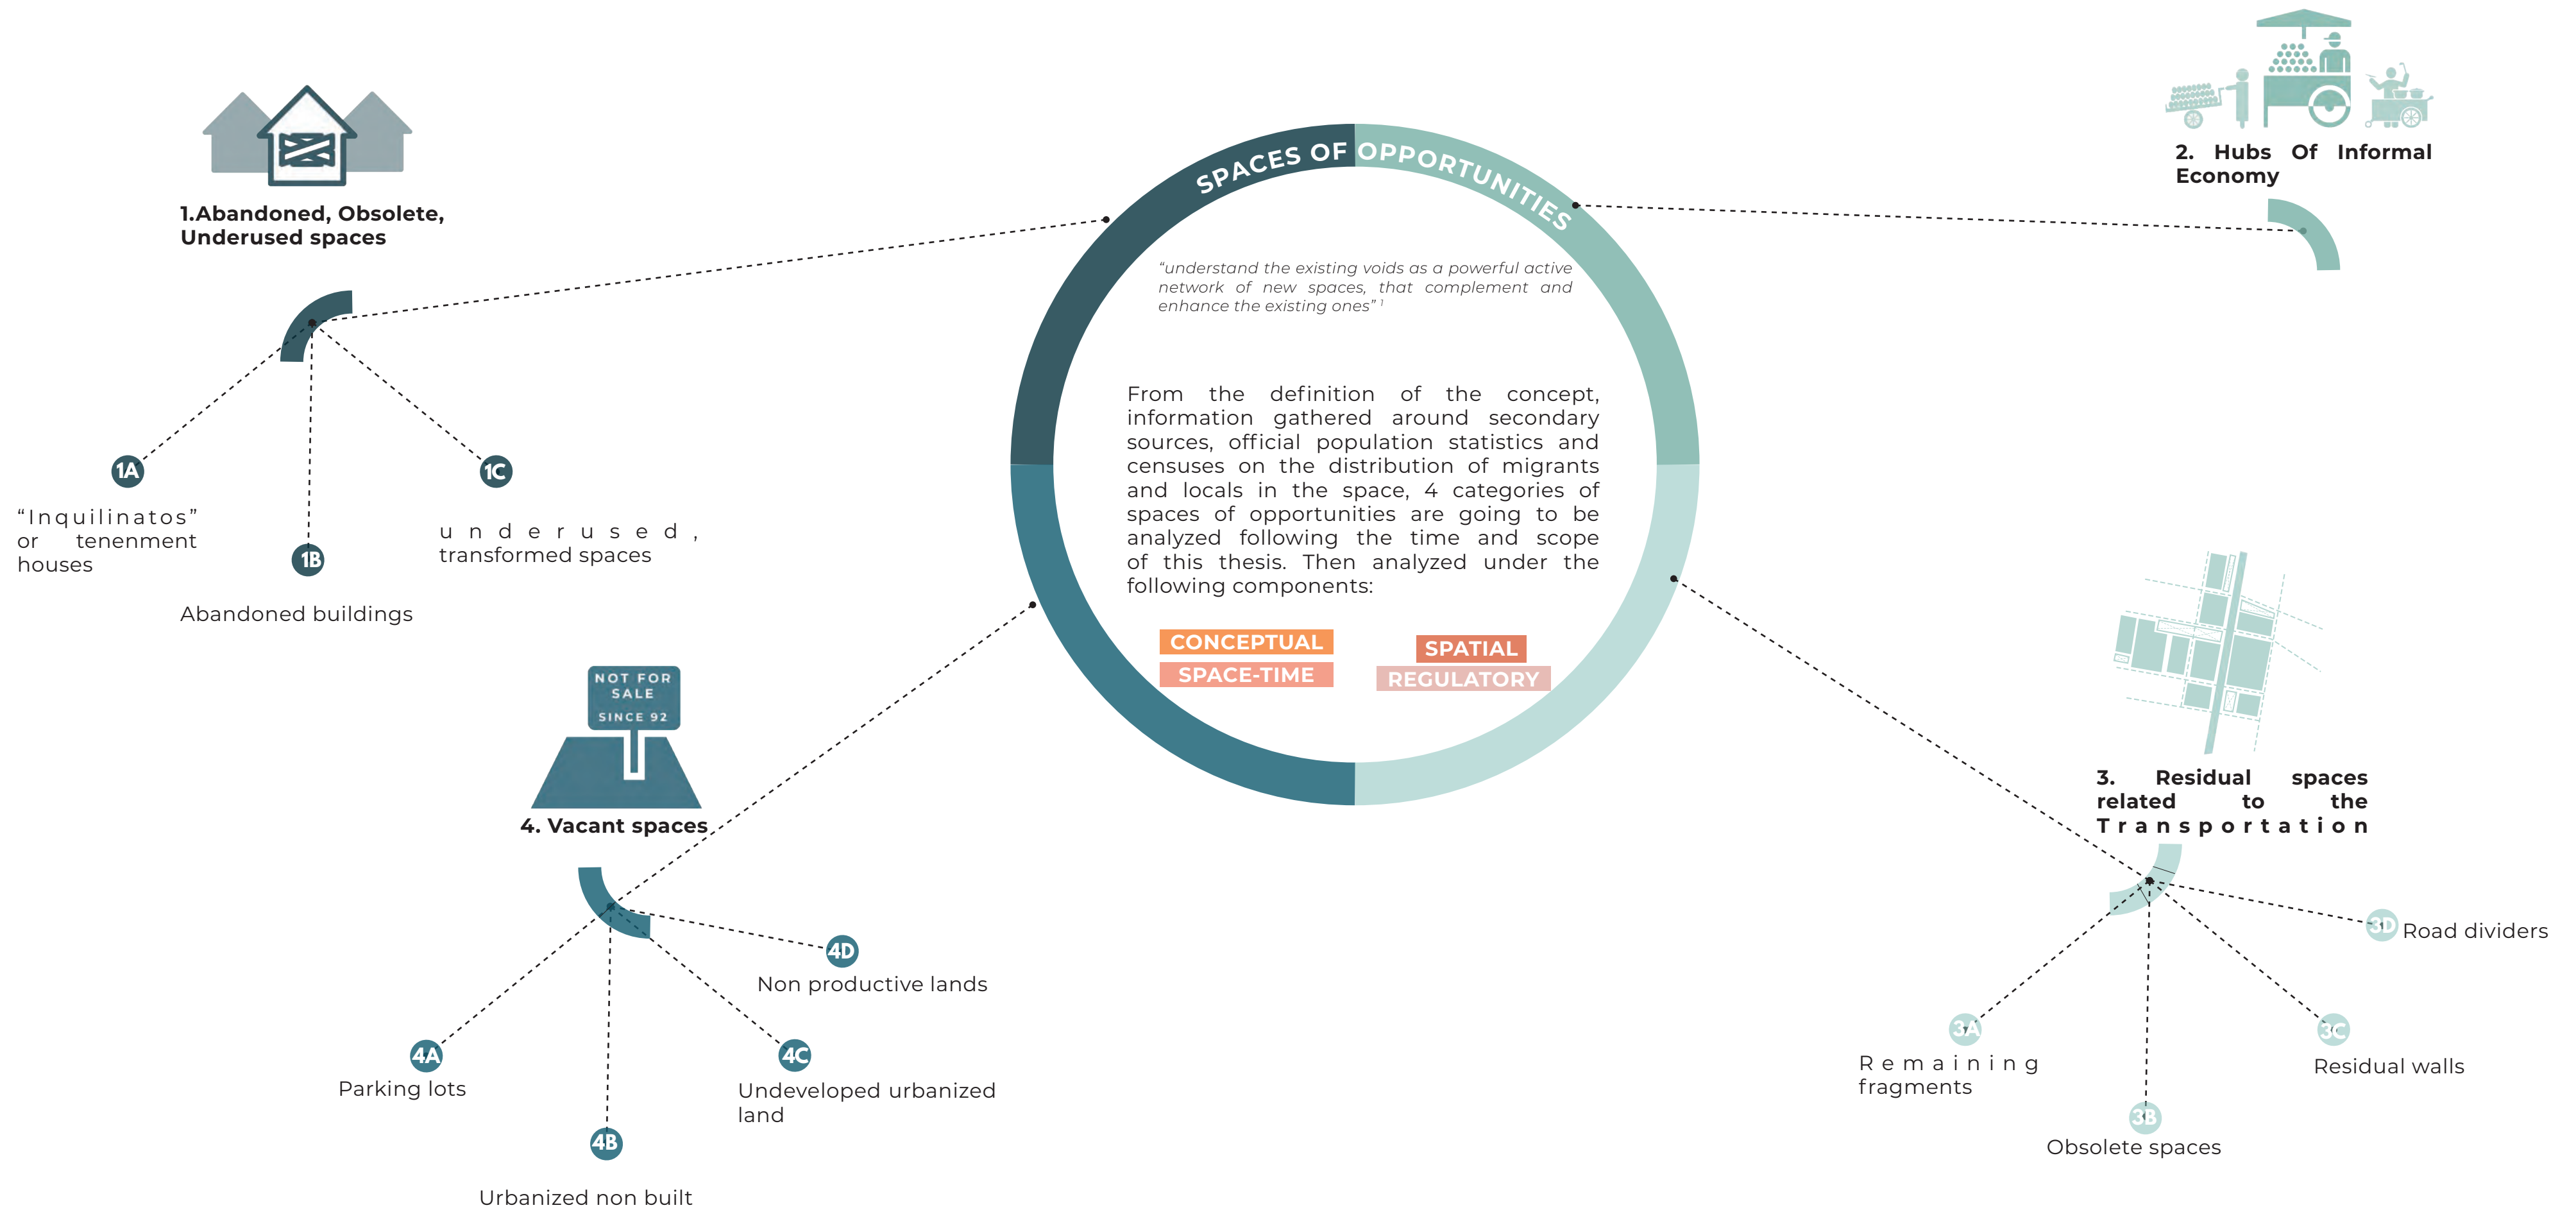 SPACES OF OPPORTUNITIES
“understand the existing voids as a powerful active
network of new spaces, that complement and
enhance the existing ones” 1
From the definition of the concept,
information gathered around secondary
sources, official population statistics and
censuses on the distribution of migrants
and locals in the space, 4 categories of
spaces of opportunities are going to be
analyzed following the time and scope
of this thesis. Then analyzed under the
following components:
CONCEPTUAL
SPATIAL
SPACE-TIME
REGULATORY
1.Abandoned, Obsolete,
Underused spaces
1A
“Inquilinatos”
or tenenment
houses
1B
Abandoned buildings
1C
underused,
transformed spaces
2. Hubs Of Informal
Economy
3. Residual spaces
related to the
Transportation
3A
Remaining
fragments
3B
Obsolete spaces
3C
Residual walls
3D
Road dividers
NOT FOR
SALE
SINCE 92
4. Vacant spaces
4A
Parking lots
4B
Urbanized non built
4C
Undeveloped urbanized
land
4D
Non productive lands